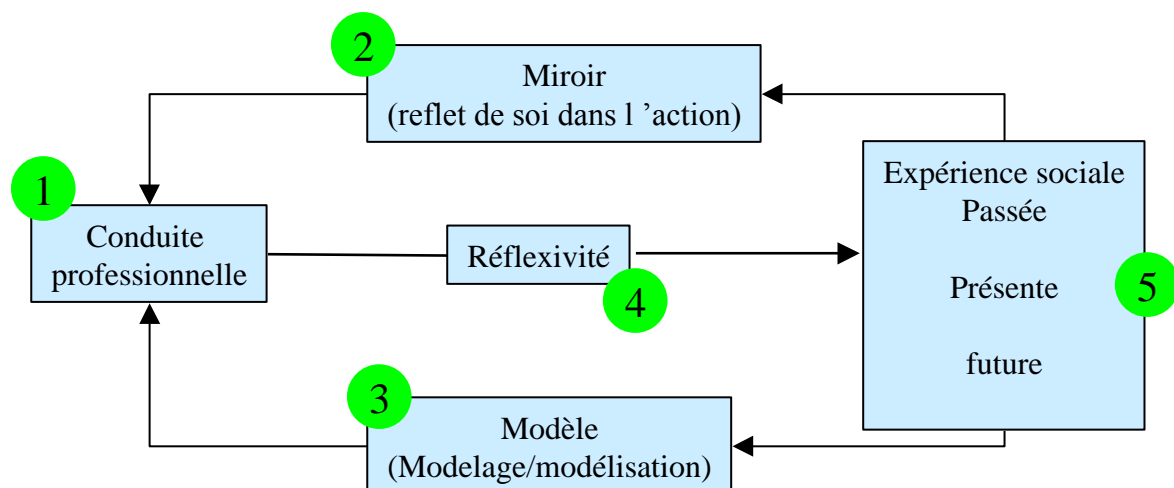 2
Miroir
(reflet de soi dans l ’action)
1
Conduite
professionnelle
Réflexivité
4
Expérience sociale
Passée
Présente
future
5
3
Modèle
(Modelage/modélisation)